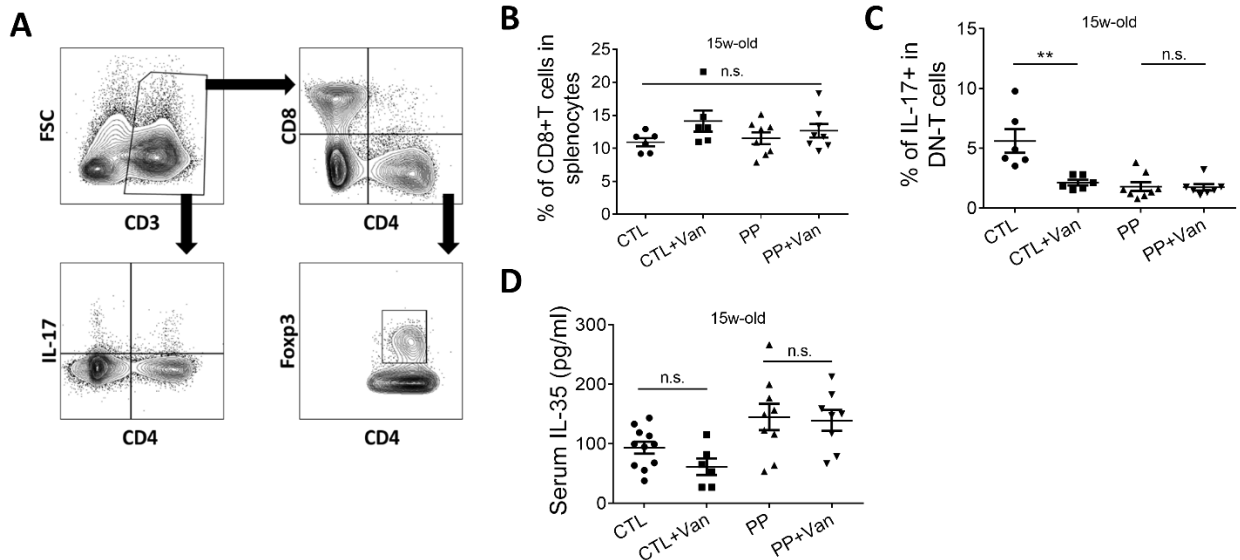 A
FSC
CD3
CD8
CD4
IL-17
CD4
Foxp3
CD4
B
15w-old
% of CD8+T cells in
splenocytes
25
20
15
10
5
0
n.s.
CTL
CTL+Van
PP
PP+Van
C
15w-old
% of IL-17+ in
DN-T cells
15
10
5
0
**
n.s.
CTL
CTL+Van
PP
PP+Van
D
15w-old
Serum IL-35 (pg/ml)
300
200
100
0
n.s.
n.s.
CTL
CTL+Van
PP
PP+Van